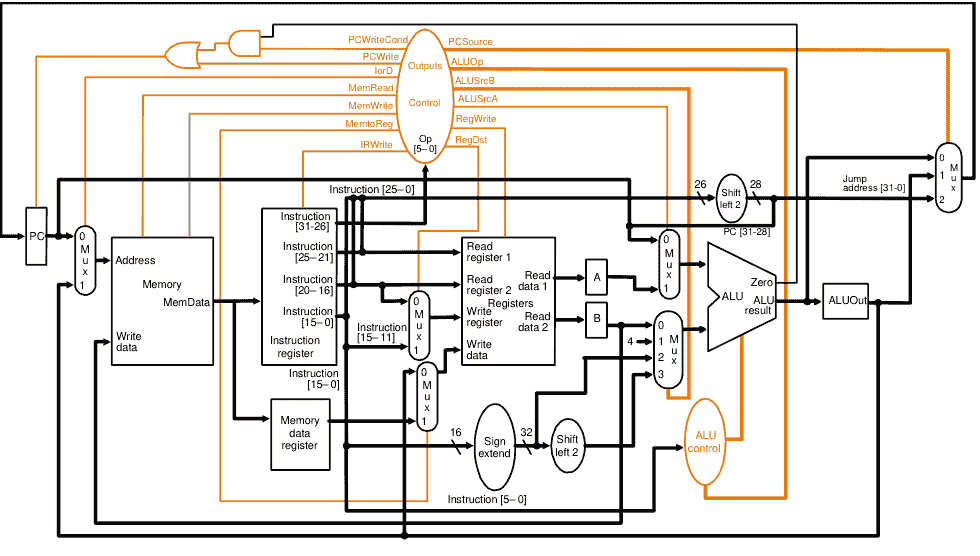 PCWriteCond
PCWrite
IorD
MemRead
MemWrite
MemtoReg
IRWrite
Outputs
Control
Op
[5–0]
PCSource
ALUOp
ALUSrcB
ALUSrcA
RegWrite
RegDst
Instruction [25–0]
26
Shift
left 2
28
Jump
address [31-0]
PC [31-28]
0
1
2
M
u
x
PC
0
M
u
x
1
Address
Memory
MemData
Write
data
Instruction
[31-26]
Instruction
[25–21]
Instruction
[20–16]
Instruction
[15–0]
Instruction
register
Instruction
[15–0]
Instruction
[15–11]
Memory
data
register
0
M
u
x
1
0
M
u
x
1
Read
register 1
Read
register 2
Registers
Write
register
Write
data
Read
data 1
Read
data 2
A
B
4
0
M
u
x
1
0
1
2
3
M
u
x
Zero
ALU
ALU
result
ALUOut
16
Sign
extend
32
Shift
left 2
ALU
control
Instruction [5–0]